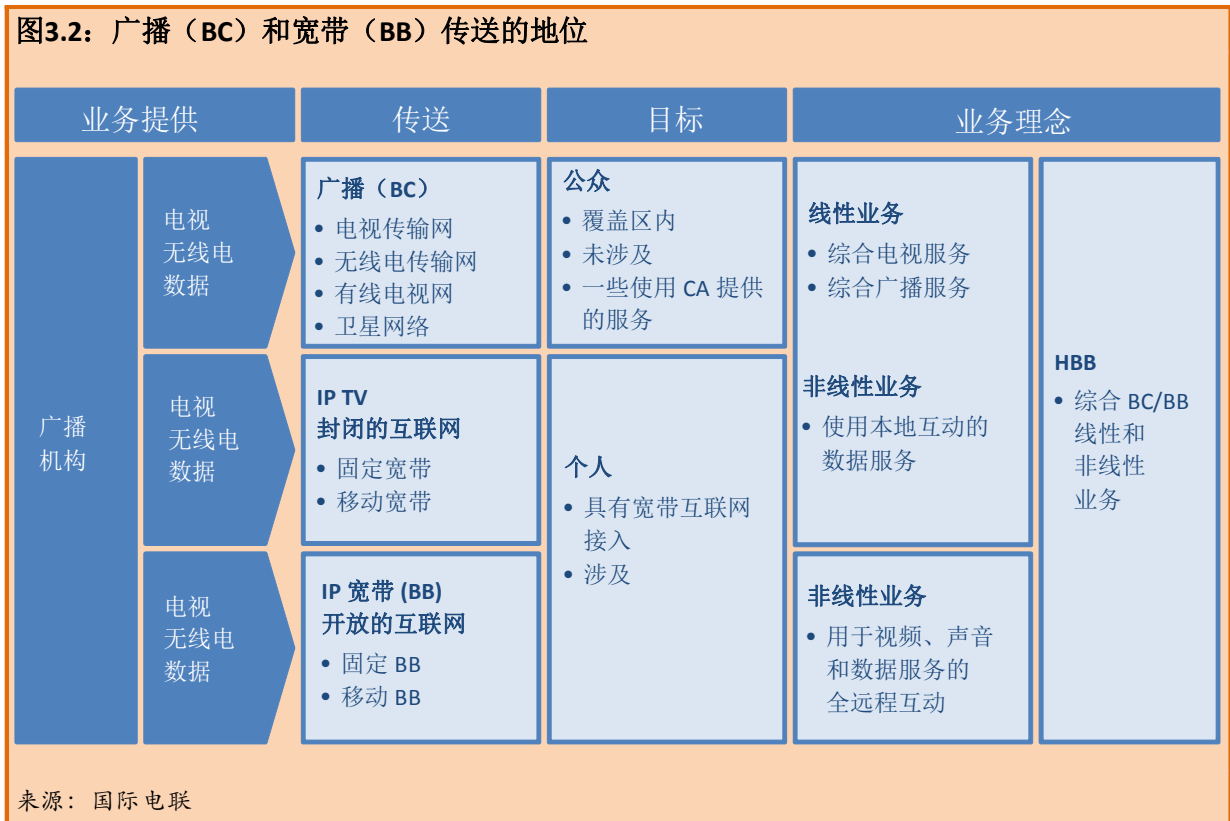 图3.2：广播（BC）和宽带（BB）传送的地位
业务提供
传送
目标
业务理念
广播
机构
电视
无线电
数据
广播（BC）
• 电视传输网
• 无线电传输网
• 有线电视网
• 卫星网络
公众
• 覆盖区内
• 未涉及
• 一些使用 CA 提供
的服务
线性业务
• 综合电视服务
• 综合广播服务
非线性业务
• 使用本地互动的
数据服务
HBB
• 综合 BC/BB
线性和
非线性
业务
电视
无线电
数据
IP TV
封闭的互联网
• 固定宽带
• 移动宽带
个人
• 具有宽带互联网
接入
• 涉及
电视
无线电
数据
IP 宽带 (BB)
开放的互联网
• 固定 BB
• 移动 BB
非线性业务
• 用于视频、声音
和数据服务的
全远程互动
来源：国际电联